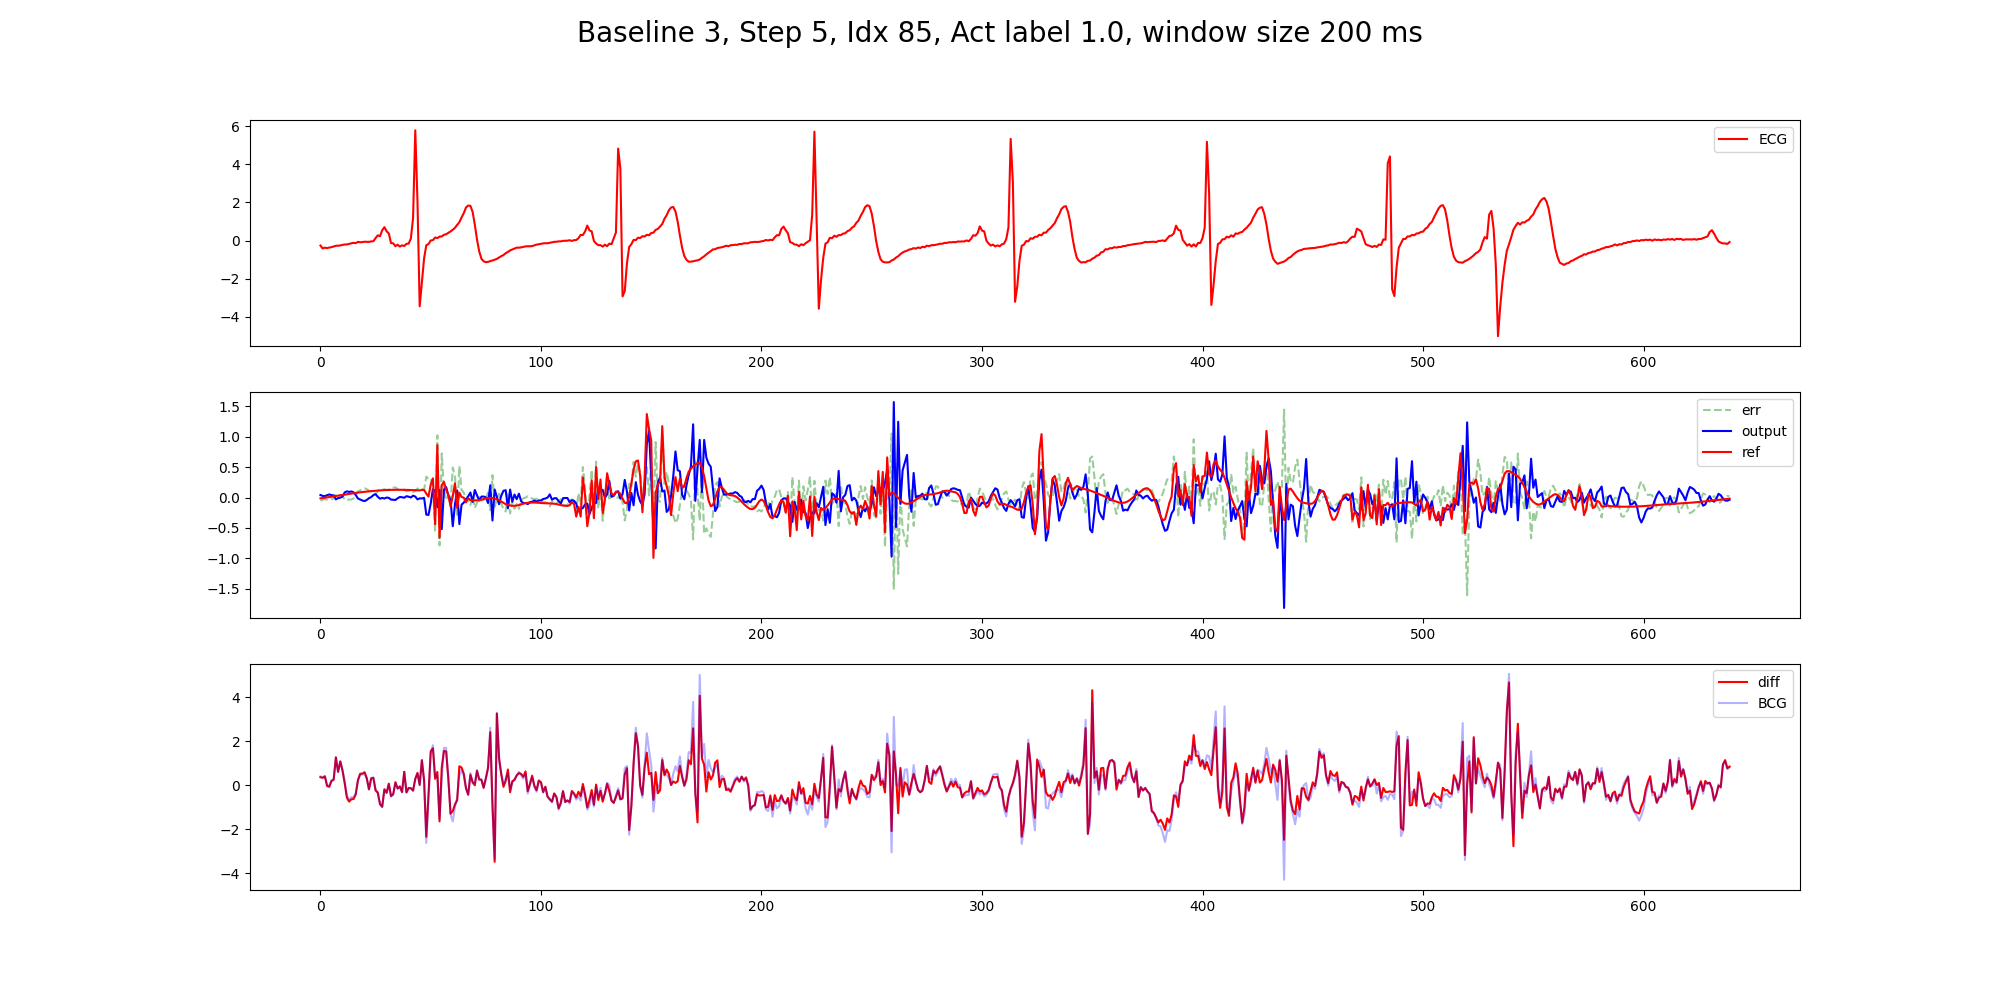 Baseline 3, Step 5, Idx 85, Act label 1.0, window size 200 ms
6
4
2
0
−2
−4
ECG
0 100 200 300 400 500 600
1.5
1.0
0.5
0.0
−0.5
−1.0
−1.5
err
output
ref
0 100 200 300 400 500 600
4
2
0
−2
−4
diff
BCG
0 100 200 300 400 500 600